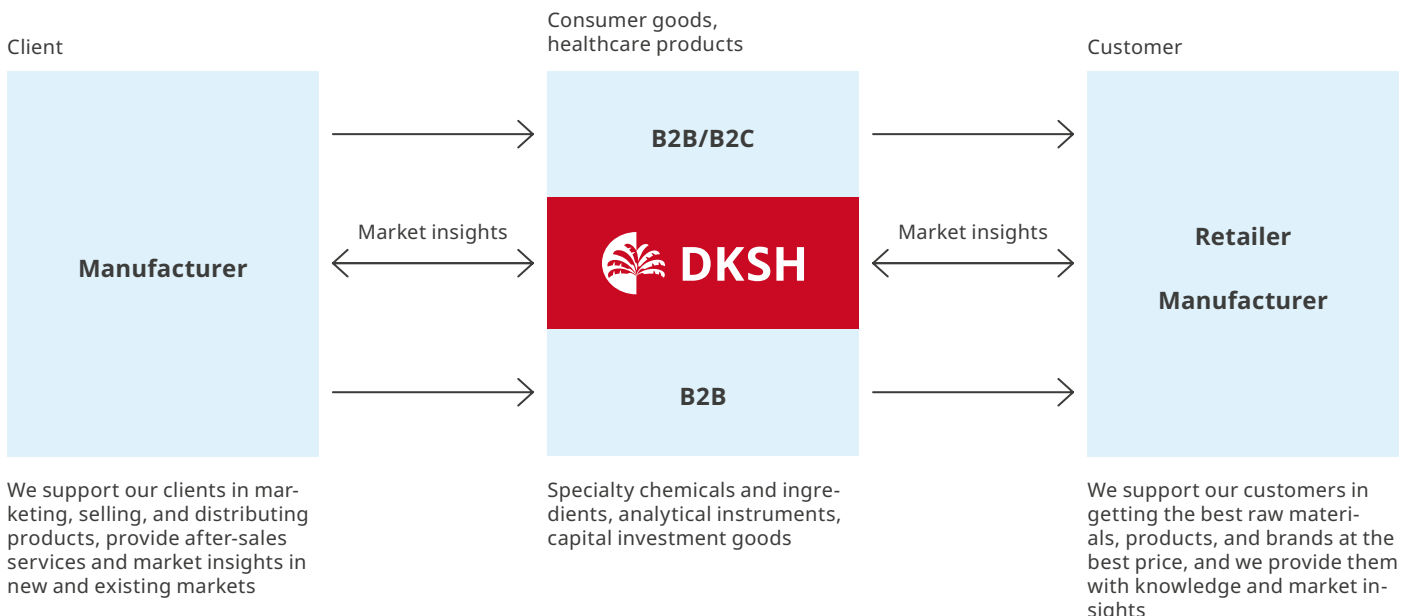 Client
Manufacturer
We support our clients in mar-
keting, selling, and distributing
products, provide after-sales
services and market insights in
new and existing markets
Market insights
Consumer goods,
healthcare products
B2B/B2C
DKSH
B2B
Specialty chemicals and ingre-
dients, analytical instruments,
capital investment goods
Market insights
Customer
Retailer
Manufacturer
We support our customers in
getting the best raw materi-
als, products, and brands at the
best price, and we provide them
with knowledge and market in-
sights